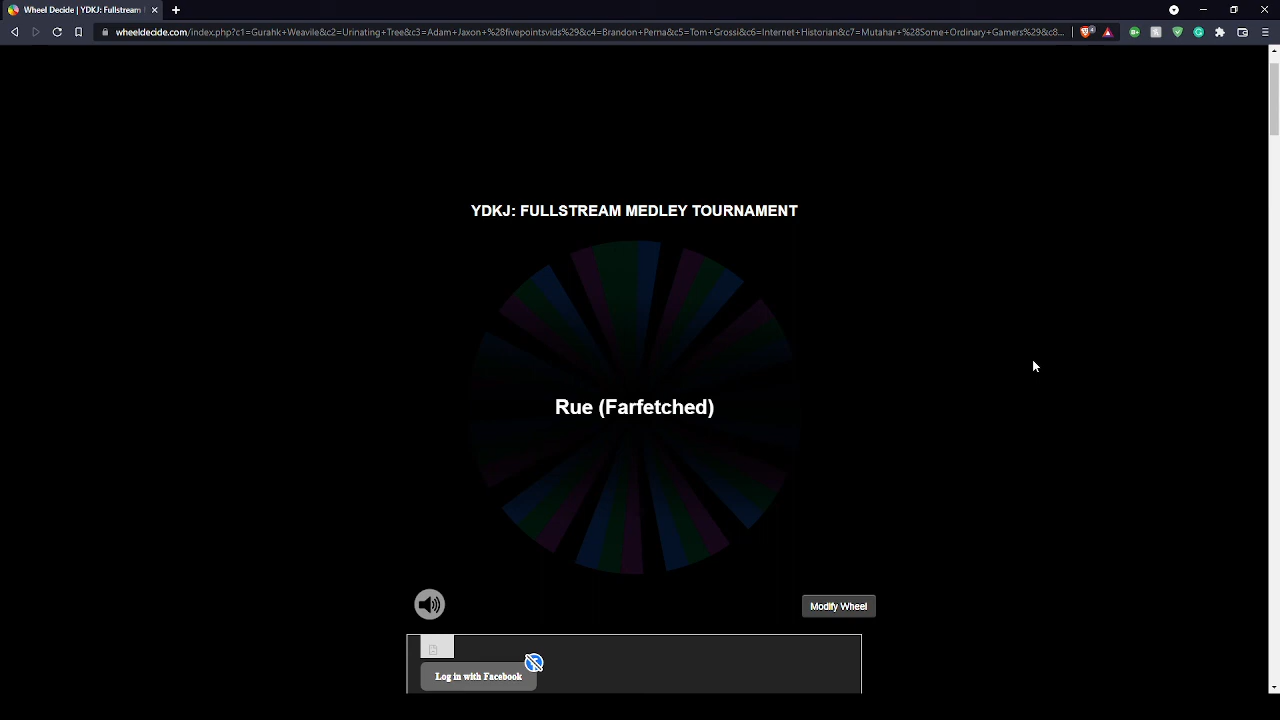 Wheel Decide | YDKJ: Fullstream
wheeldecide.com/index.php?c1=Gurahk+Weavile&c2=Urinating+Tree&c3=Adam+Jaxon+%28fivepointsvids%29&c4=Brandon+Perna&c5=Tom+Grossi&c6=Internet+Historian&c7=Mutahar+%28Some+Ordinary+Gamers%29&c8...
YDKJ: FULLSTREAM MEDLEY TOURNAMENT
Rue (Farfetched)
Modify Wheel
Log in with Facebook